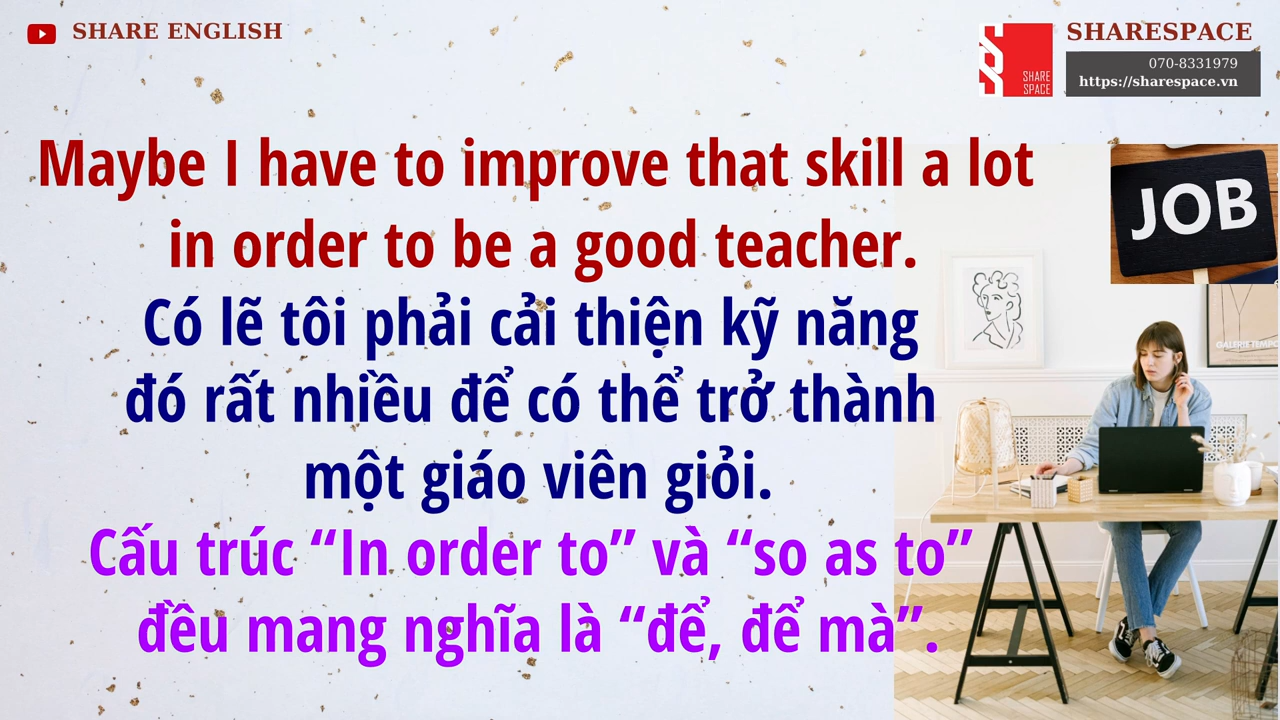 SHARE ENGLISH
SHARESPACE
070-8331979
https://sharespace.vn
SHARE
SPACE
Maybe I have to improve that skill a lot
in order to be a good teacher.
Có lẽ tôi phải cải thiện kỹ năng
đó rất nhiều để có thể trở thành
một giáo viên giỏi.
Cấu trúc “In order to” và “so as to”
đều mang nghĩa là “để, để mà”.
JOB